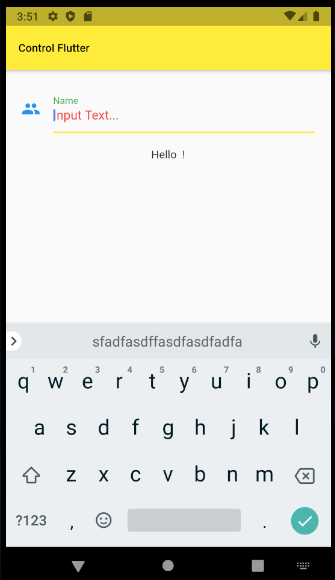 3:51
Control Flutter
Name
Input Text...
Hello !
sfadfasdffasdfasdfadfa
1 2 3 4 5 6 7 8 9 0
q w e r t y u i o p
a s d f g h j k l
z x c v b n m
?123 , .